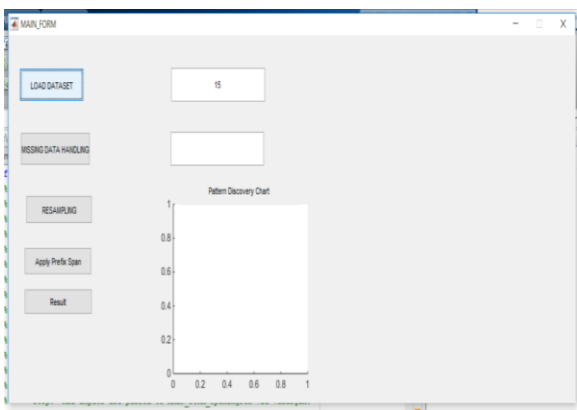 MAIN_FORM
LOAD DATASET
15
MISSING DATA HANDLING
Pattern Discovery Chart
RESAMPLING
Apply Prefix Span
Result
1
0.8
0.6
0.4
0.2
0
0 0.2 0.4 0.6 0.8 1